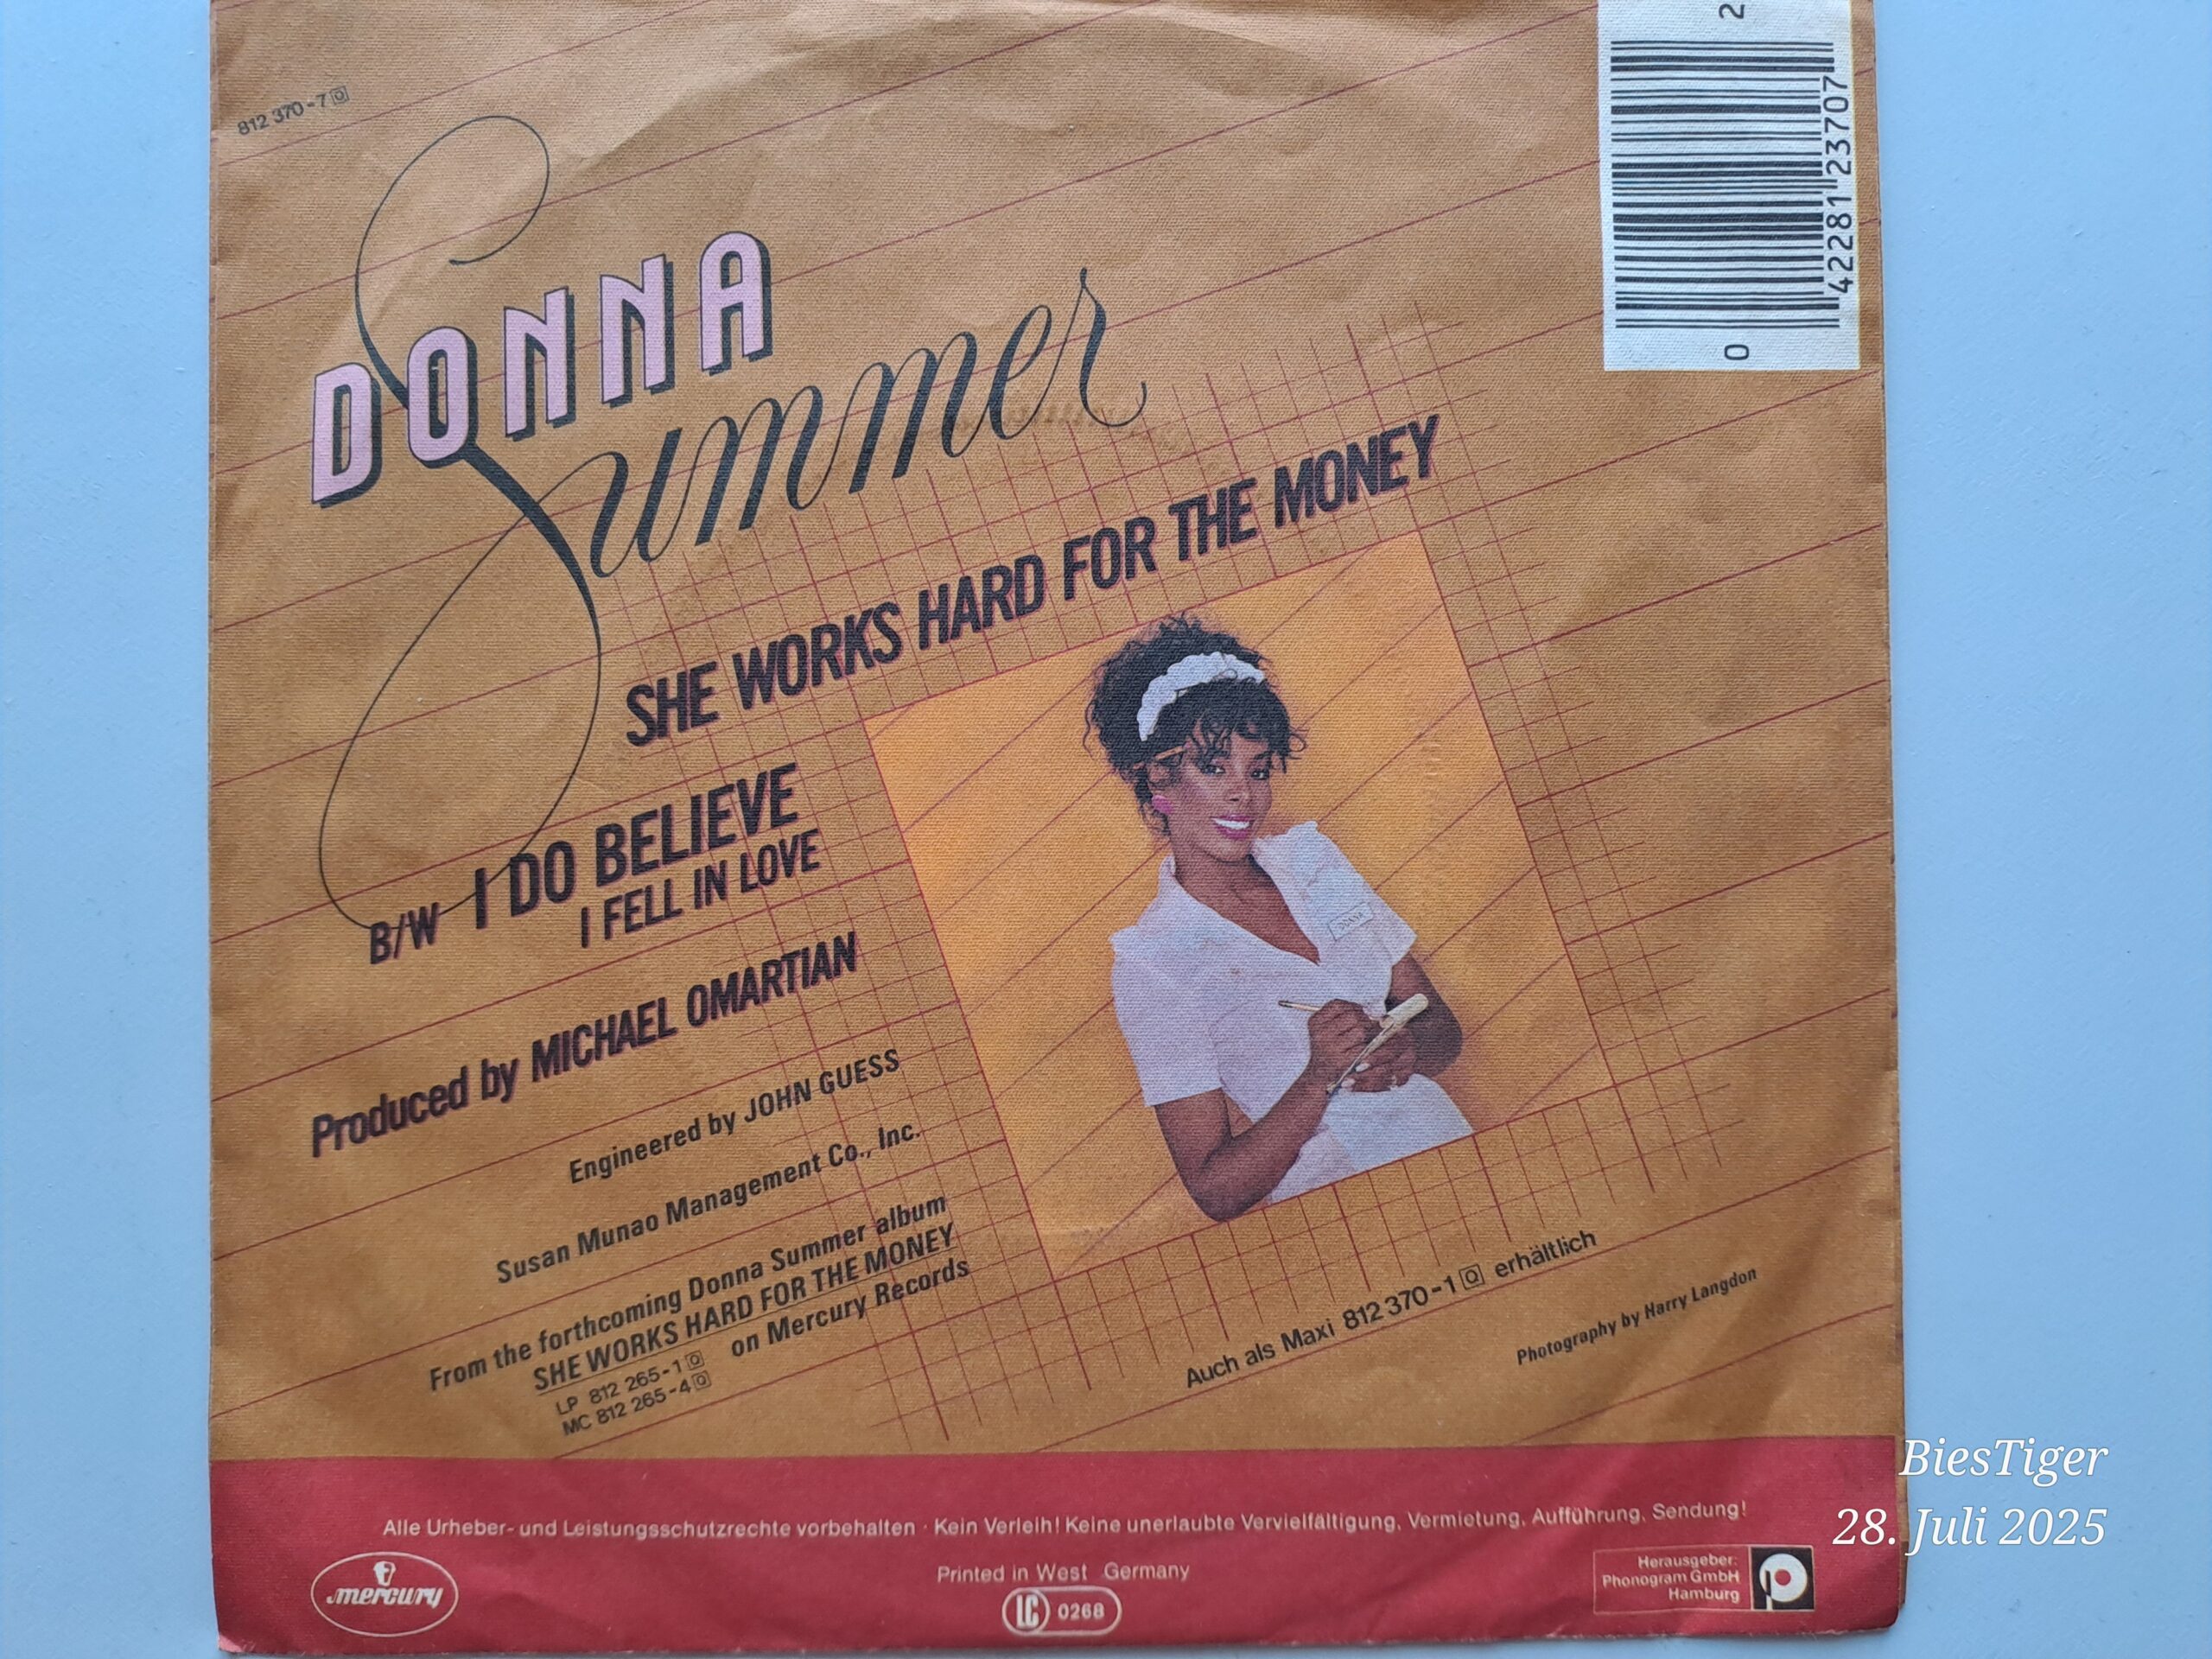 812 370-7 Q
2
42281 23707
0
DONNA
Summer
SHE WORKS HARD FOR THE MONEY
B/W I DO BELIEVE
I FELL IN LOVE
Produced by MICHAEL OMARTIAN
Engineered by JOHN GUESS
Susan Munao Management Co., Inc.
From the forthcoming Donna Summer album
SHE WORKS HARD FOR THE MONEY
LP 812 265-1 Q on Mercury Records
MC 812 265-4 Q
Auch als Maxi 812 370-1 Q erhältlich
Photography by Harry Langdon
Alle Urheber- und Leistungsschutzrechte vorbehalten · Kein Verleih! Keine unerlaubte Vervielfältigung, Vermietung, Aufführung, Sendung!
mercury
Printed in West Germany
LC 0268
Herausgeber:
Phonogram GmbH
Hamburg
p
BiesTiger
28. Juli 2025